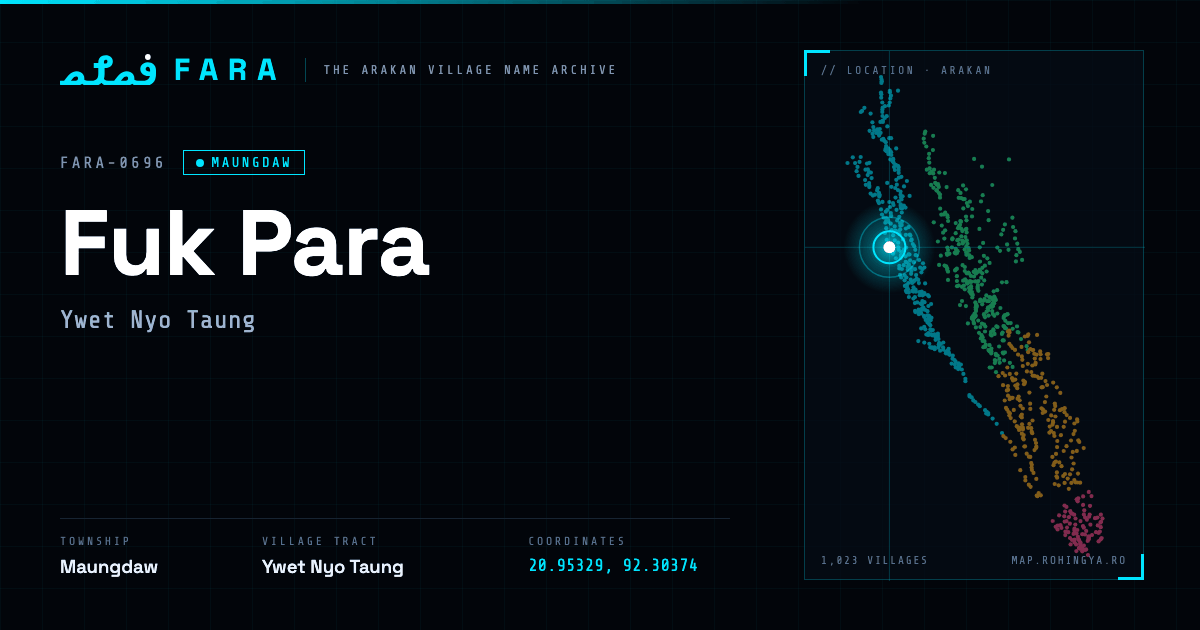 FARA
THE ARAKAN VILLAGE NAME ARCHIVE
FARA-0696
MAUNGDAW
Fuk Para
Ywet Nyo Taung
TOWNSHIP
Maungdaw
VILLAGE TRACT
Ywet Nyo Taung
COORDINATES
20.95329, 92.30374
// LOCATION · ARAKAN
1,023 VILLAGES
MAP.ROHINGYA.RO